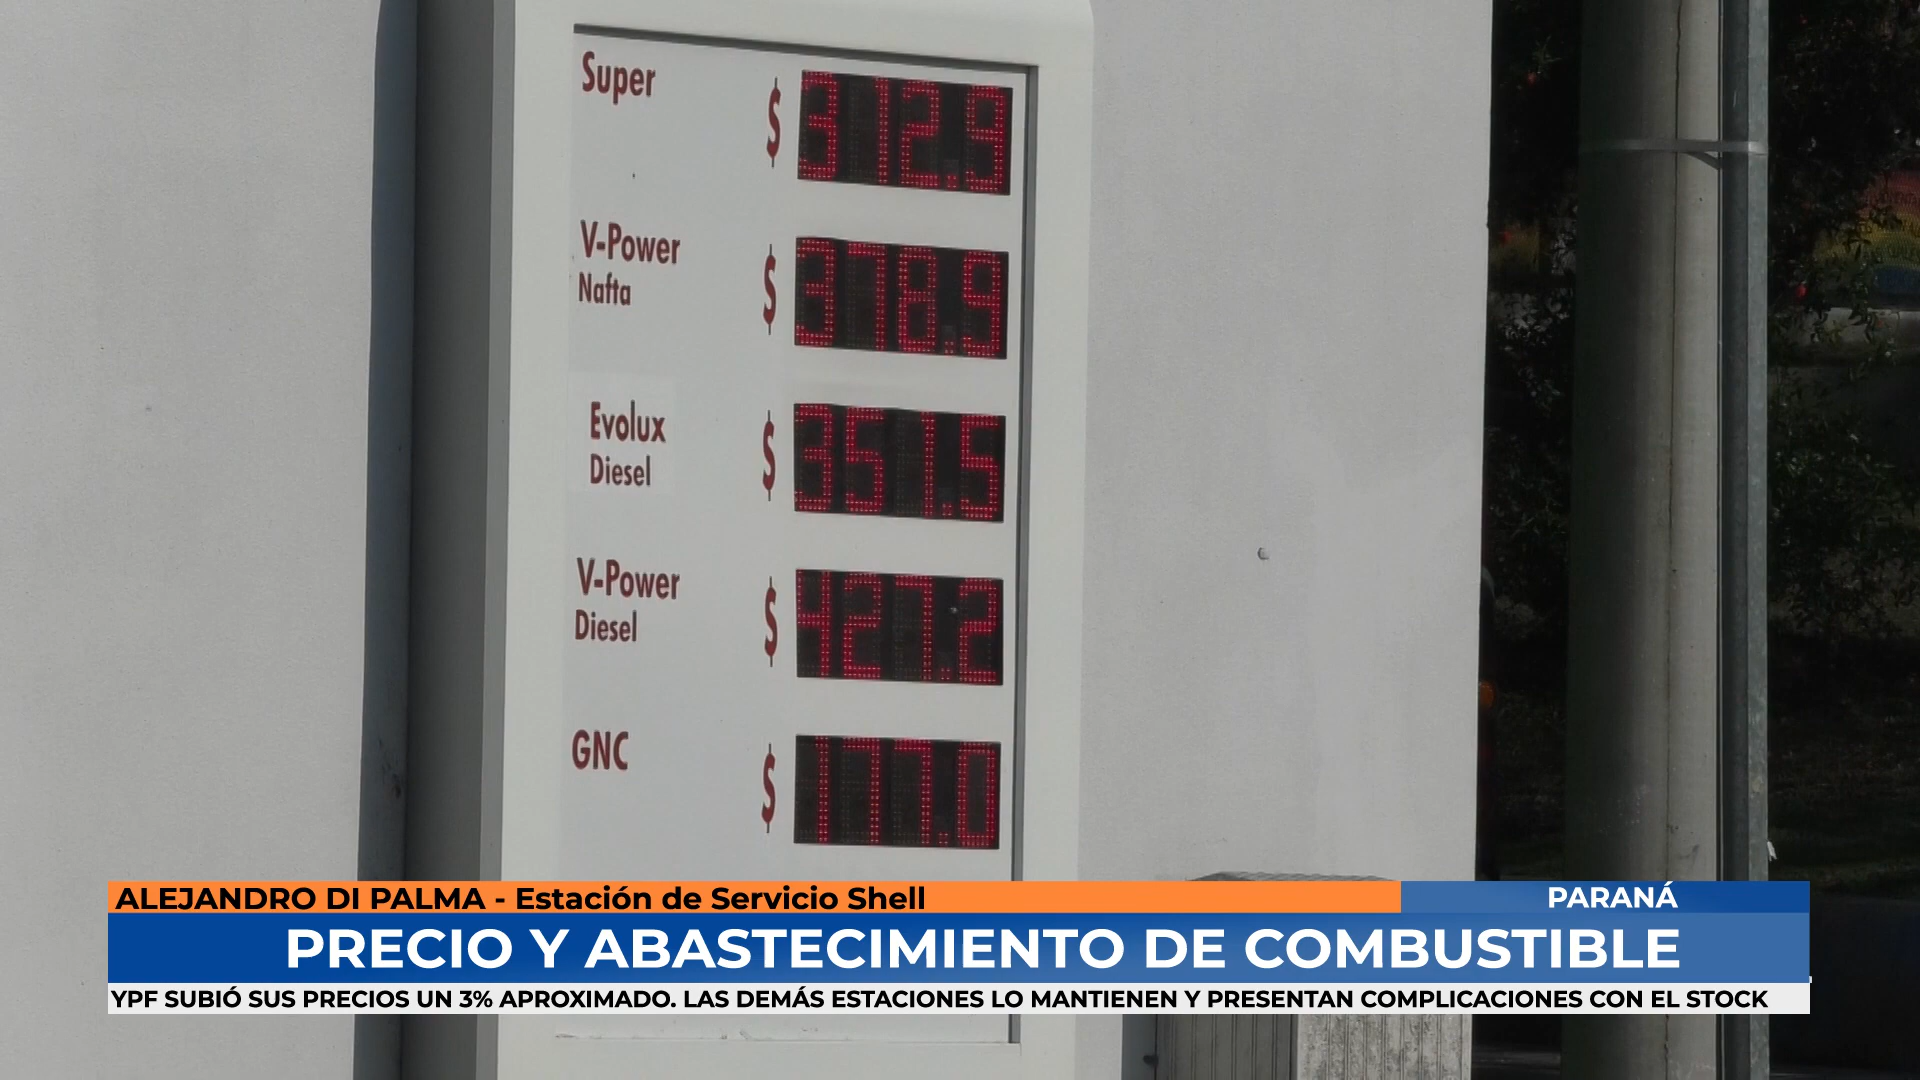 Super
$ 312.9
V-Power
Nafta
$ 378.9
Evolux
Diesel
$ 351.5
V-Power
Diesel
$ 427.2
GNC
$ 177.0
ALEJANDRO DI PALMA - Estación de Servicio Shell
PARANÁ
PRECIO Y ABASTECIMIENTO DE COMBUSTIBLE
YPF SUBIÓ SUS PRECIOS UN 3% APROXIMADO. LAS DEMÁS ESTACIONES LO MANTIENEN Y PRESENTAN COMPLICACIONES CON EL STOCK